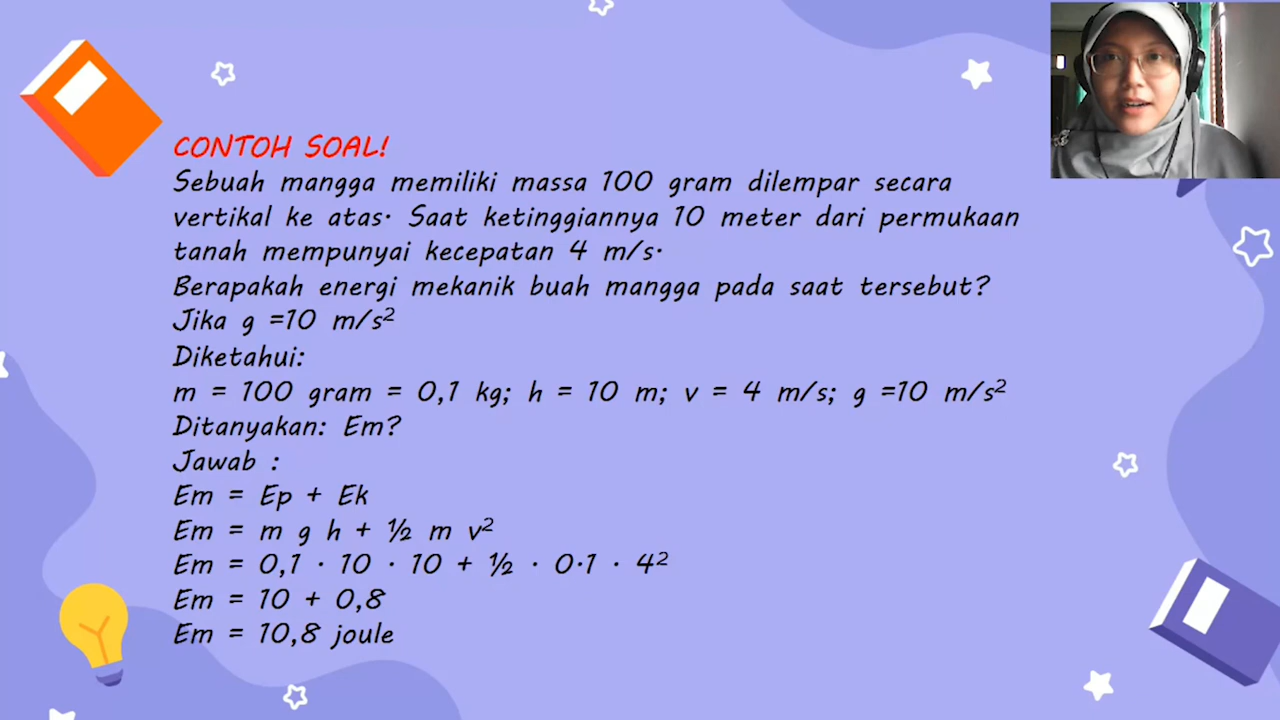 CONTOH SOAL!
Sebuah mangga memiliki massa 100 gram dilempar secara
vertikal ke atas. Saat ketinggiannya 10 meter dari permukaan
tanah mempunyai kecepatan 4 m/s.
Berapakah energi mekanik buah mangga pada saat tersebut?
Jika g =10 m/s²
Diketahui:
m = 100 gram = 0,1 kg; h = 10 m; v = 4 m/s; g =10 m/s²
Ditanyakan: Em?
Jawab :
Em = Ep + Ek
Em = m g h + ½ m v²
Em = 0,1 · 10 · 10 + ½ · 0·1 · 4²
Em = 10 + 0,8
Em = 10,8 joule